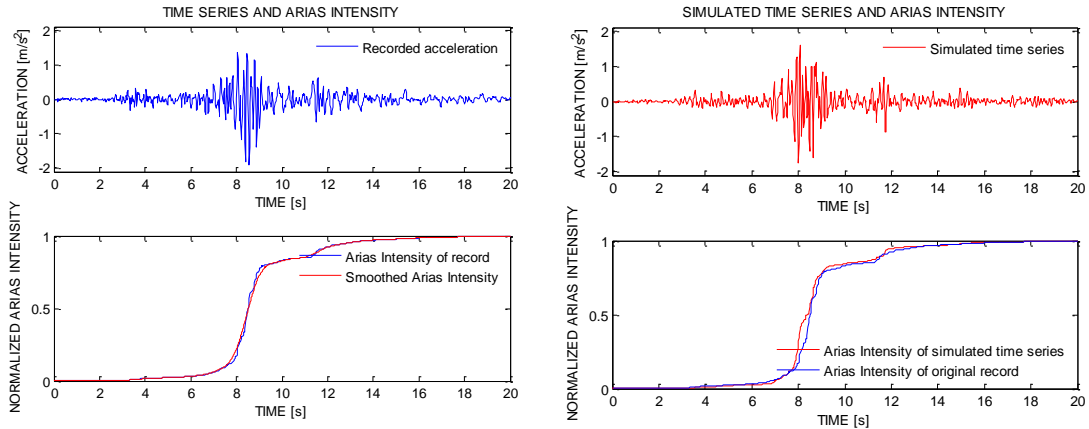 TIME SERIES AND ARIAS INTENSITY
ACCELERATION [m/s²]
2
1
0
-1
-2
Recorded acceleration
0 2 4 6 8 10 12 14 16 18 20
TIME [s]
NORMALIZED ARIAS INTENSITY
1
0.5
0
Arias Intensity of record
Smoothed Arias Intensity
0 2 4 6 8 10 12 14 16 18 20
TIME [s]
SIMULATED TIME SERIES AND ARIAS INTENSITY
ACCELERATION [m/s²]
2
1
0
-1
-2
Simulated time series
0 2 4 6 8 10 12 14 16 18 20
TIME [s]
NORMALIZED ARIAS INTENSITY
1
0.5
0
Arias Intensity of simulated time series
Arias Intensity of original record
0 2 4 6 8 10 12 14 16 18 20
TIME [s]